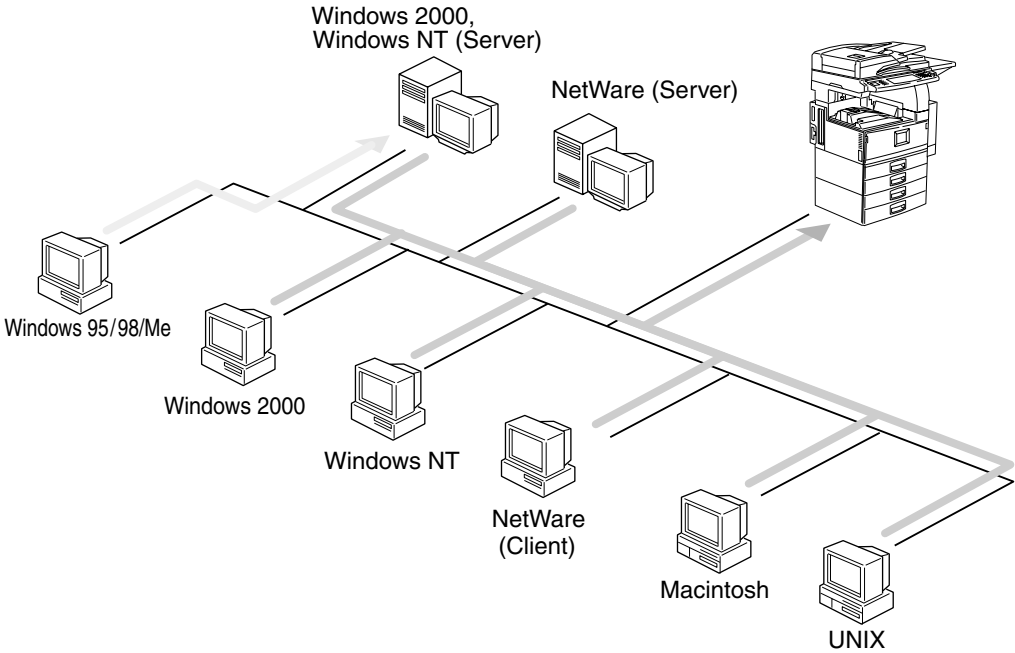 Windows 2000,
Windows NT (Server)
NetWare (Server)
Windows 95/98/Me
Windows 2000
Windows NT
NetWare
(Client)
Macintosh
UNIX